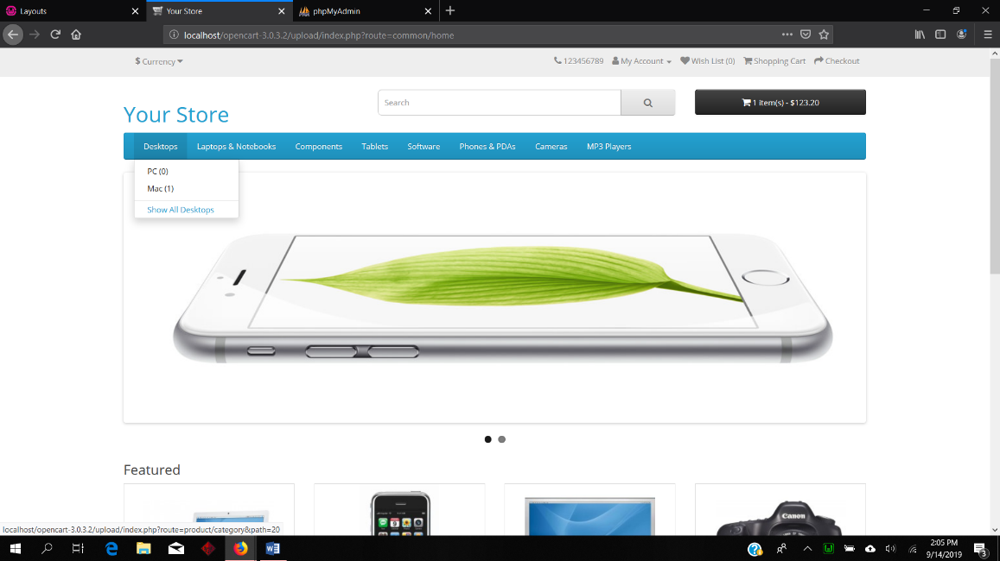 Layouts
Your Store
phpMyAdmin
localhost/opencart-3.0.3.2/upload/index.php?route=common/home
$ Currency
123456789
My Account
Wish List (0)
Shopping Cart
Checkout
Your Store
Search
1 item(s) - $123.20
Desktops
Laptops & Notebooks
Components
Tablets
Software
Phones & PDAs
Cameras
MP3 Players
PC (0)
Mac (1)
Show All Desktops
Featured
Canon
localhost/opencart-3.0.3.2/upload/index.php?route=product/category&path=20
2:05 PM
9/14/2019
3